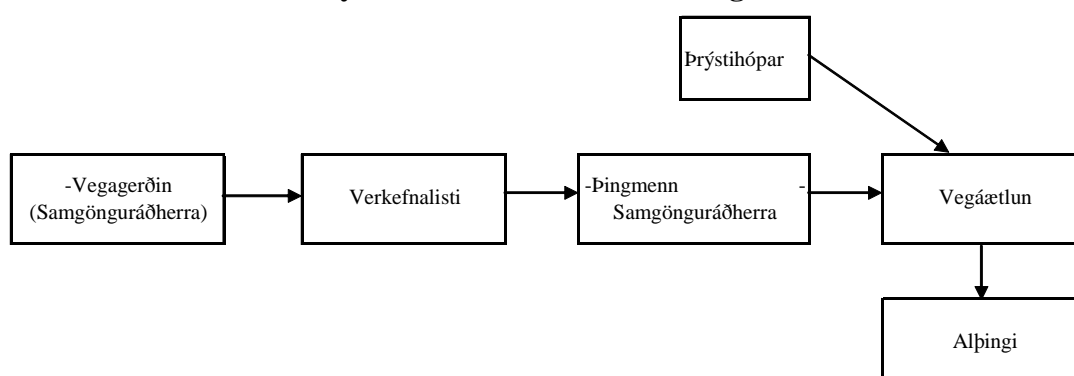 Þrýstihópar
-Vegagerðin
(Samgönguráðherra)
Verkefnalisti
-Þingmenn -
Samgönguráðherra
Vegáætlun
Alþingi